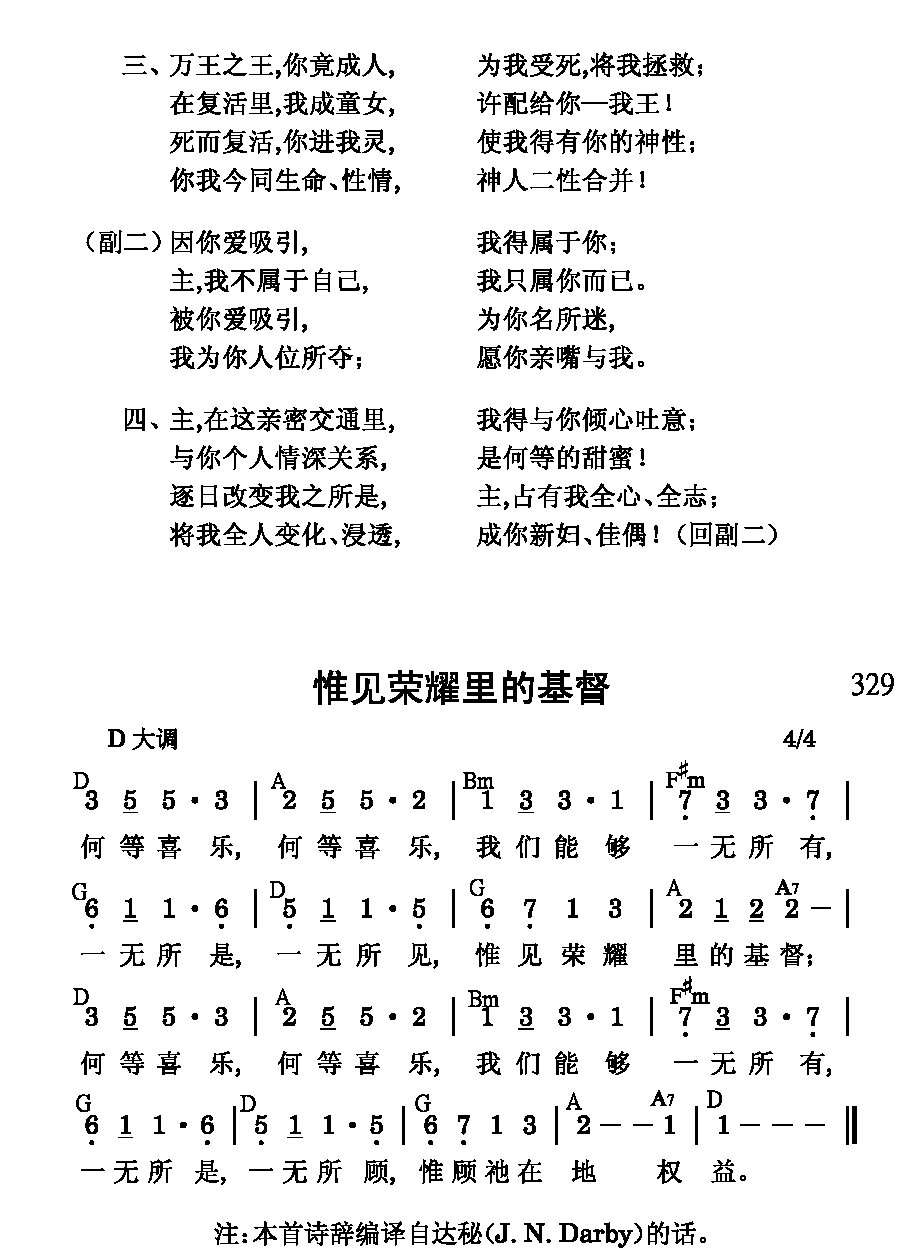 三、万王之王,你竟成人, 为我受死,将我拯救;
在复活里,我成童女, 许配给你—我王!
死而复活,你进我灵, 使我得有你的神性;
你我今同生命、性情, 神人二性合并!
(副二)因你爱吸引, 我得属于你;
主,我不属于自己, 我只属你而已。
被你爱吸引, 为你名所迷,
我为你人位所夺; 愿你亲嘴与我。
四、主,在这亲密交通里, 我得与你倾心吐意;
与你个人情深关系, 是何等的甜蜜!
逐日改变我之所是, 主,占有我全心、全志;
将我全人变化、浸透, 成你新妇、佳偶!(回副二)
惟见荣耀里的基督 329
D 大调 4/4
D A Bm F#m
3 5 5·3 | 2 5 5·2 | 1 3 3·1 | 7 3 3·7 |
何等喜乐, 何等喜乐, 我们能够 一无所有,
G D G A A7
6 1 1·6 | 5 1 1·5 | 6 7 1 3 | 2 1 2 2 – |
一无所是, 一无所见, 惟见荣耀 里的基督;
D A Bm F#m
3 5 5·3 | 2 5 5·2 | 1 3 3·1 | 7 3 3·7 |
何等喜乐, 何等喜乐, 我们能够 一无所有,
G D G A A7 D
6 1 1·6 | 5 1 1·5 | 6 7 1 3 | 2 – – 1 | 1 – – – ‖
一无所是, 一无所顾, 惟顾祂在 地 权 益。
注:本首诗辞编译自达秘(J. N. Darby)的话。